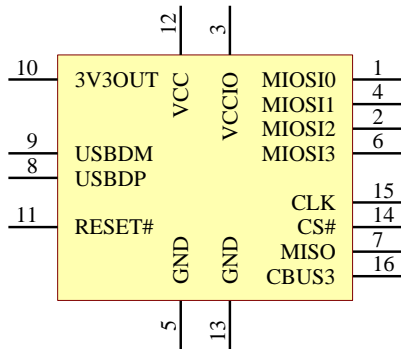 12 3
10 3V3OUT VCC VCCIO MIOSI0 1
MIOSI1 4
MIOSI2 2
9 USBDM MIOSI3 6
8 USBDP
CLK 15
11 RESET# CS# 14
GND GND MISO 7
CBUS3 16
5 13